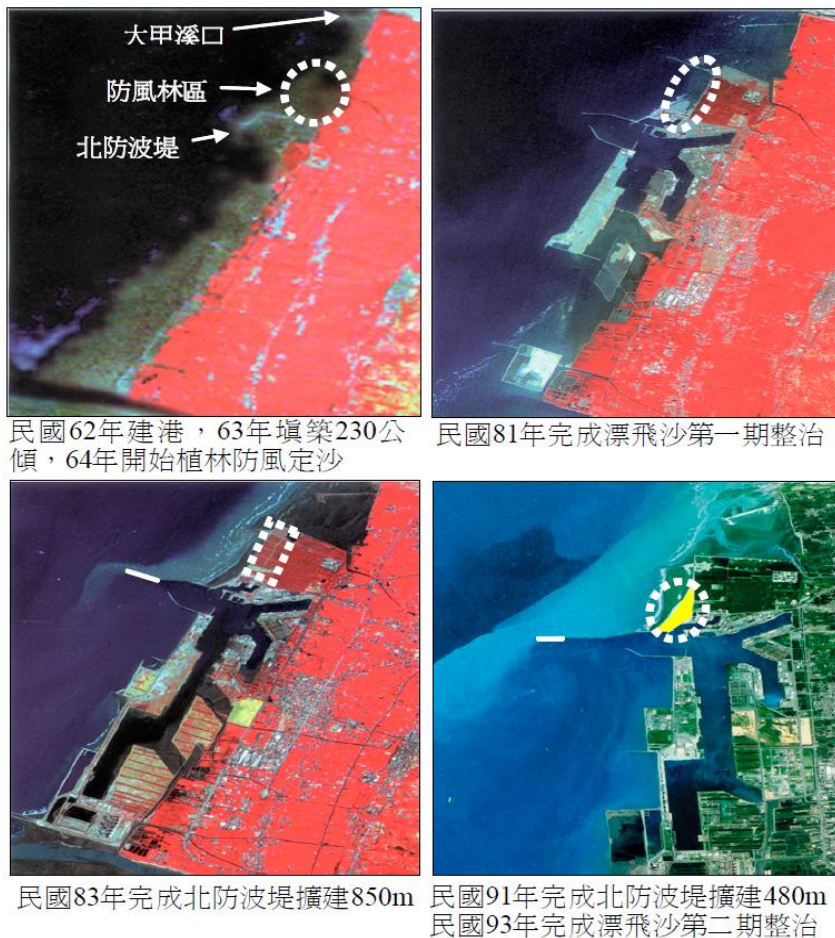 大甲溪口
防風林區
北防波堤
民國62年建港，63年填築230公
傾，64年開始植林防風定沙
民國81年完成漂飛沙第一期整治
民國83年完成北防波堤擴建850m
民國91年完成北防波堤擴建480m
民國93年完成漂飛沙第二期整治